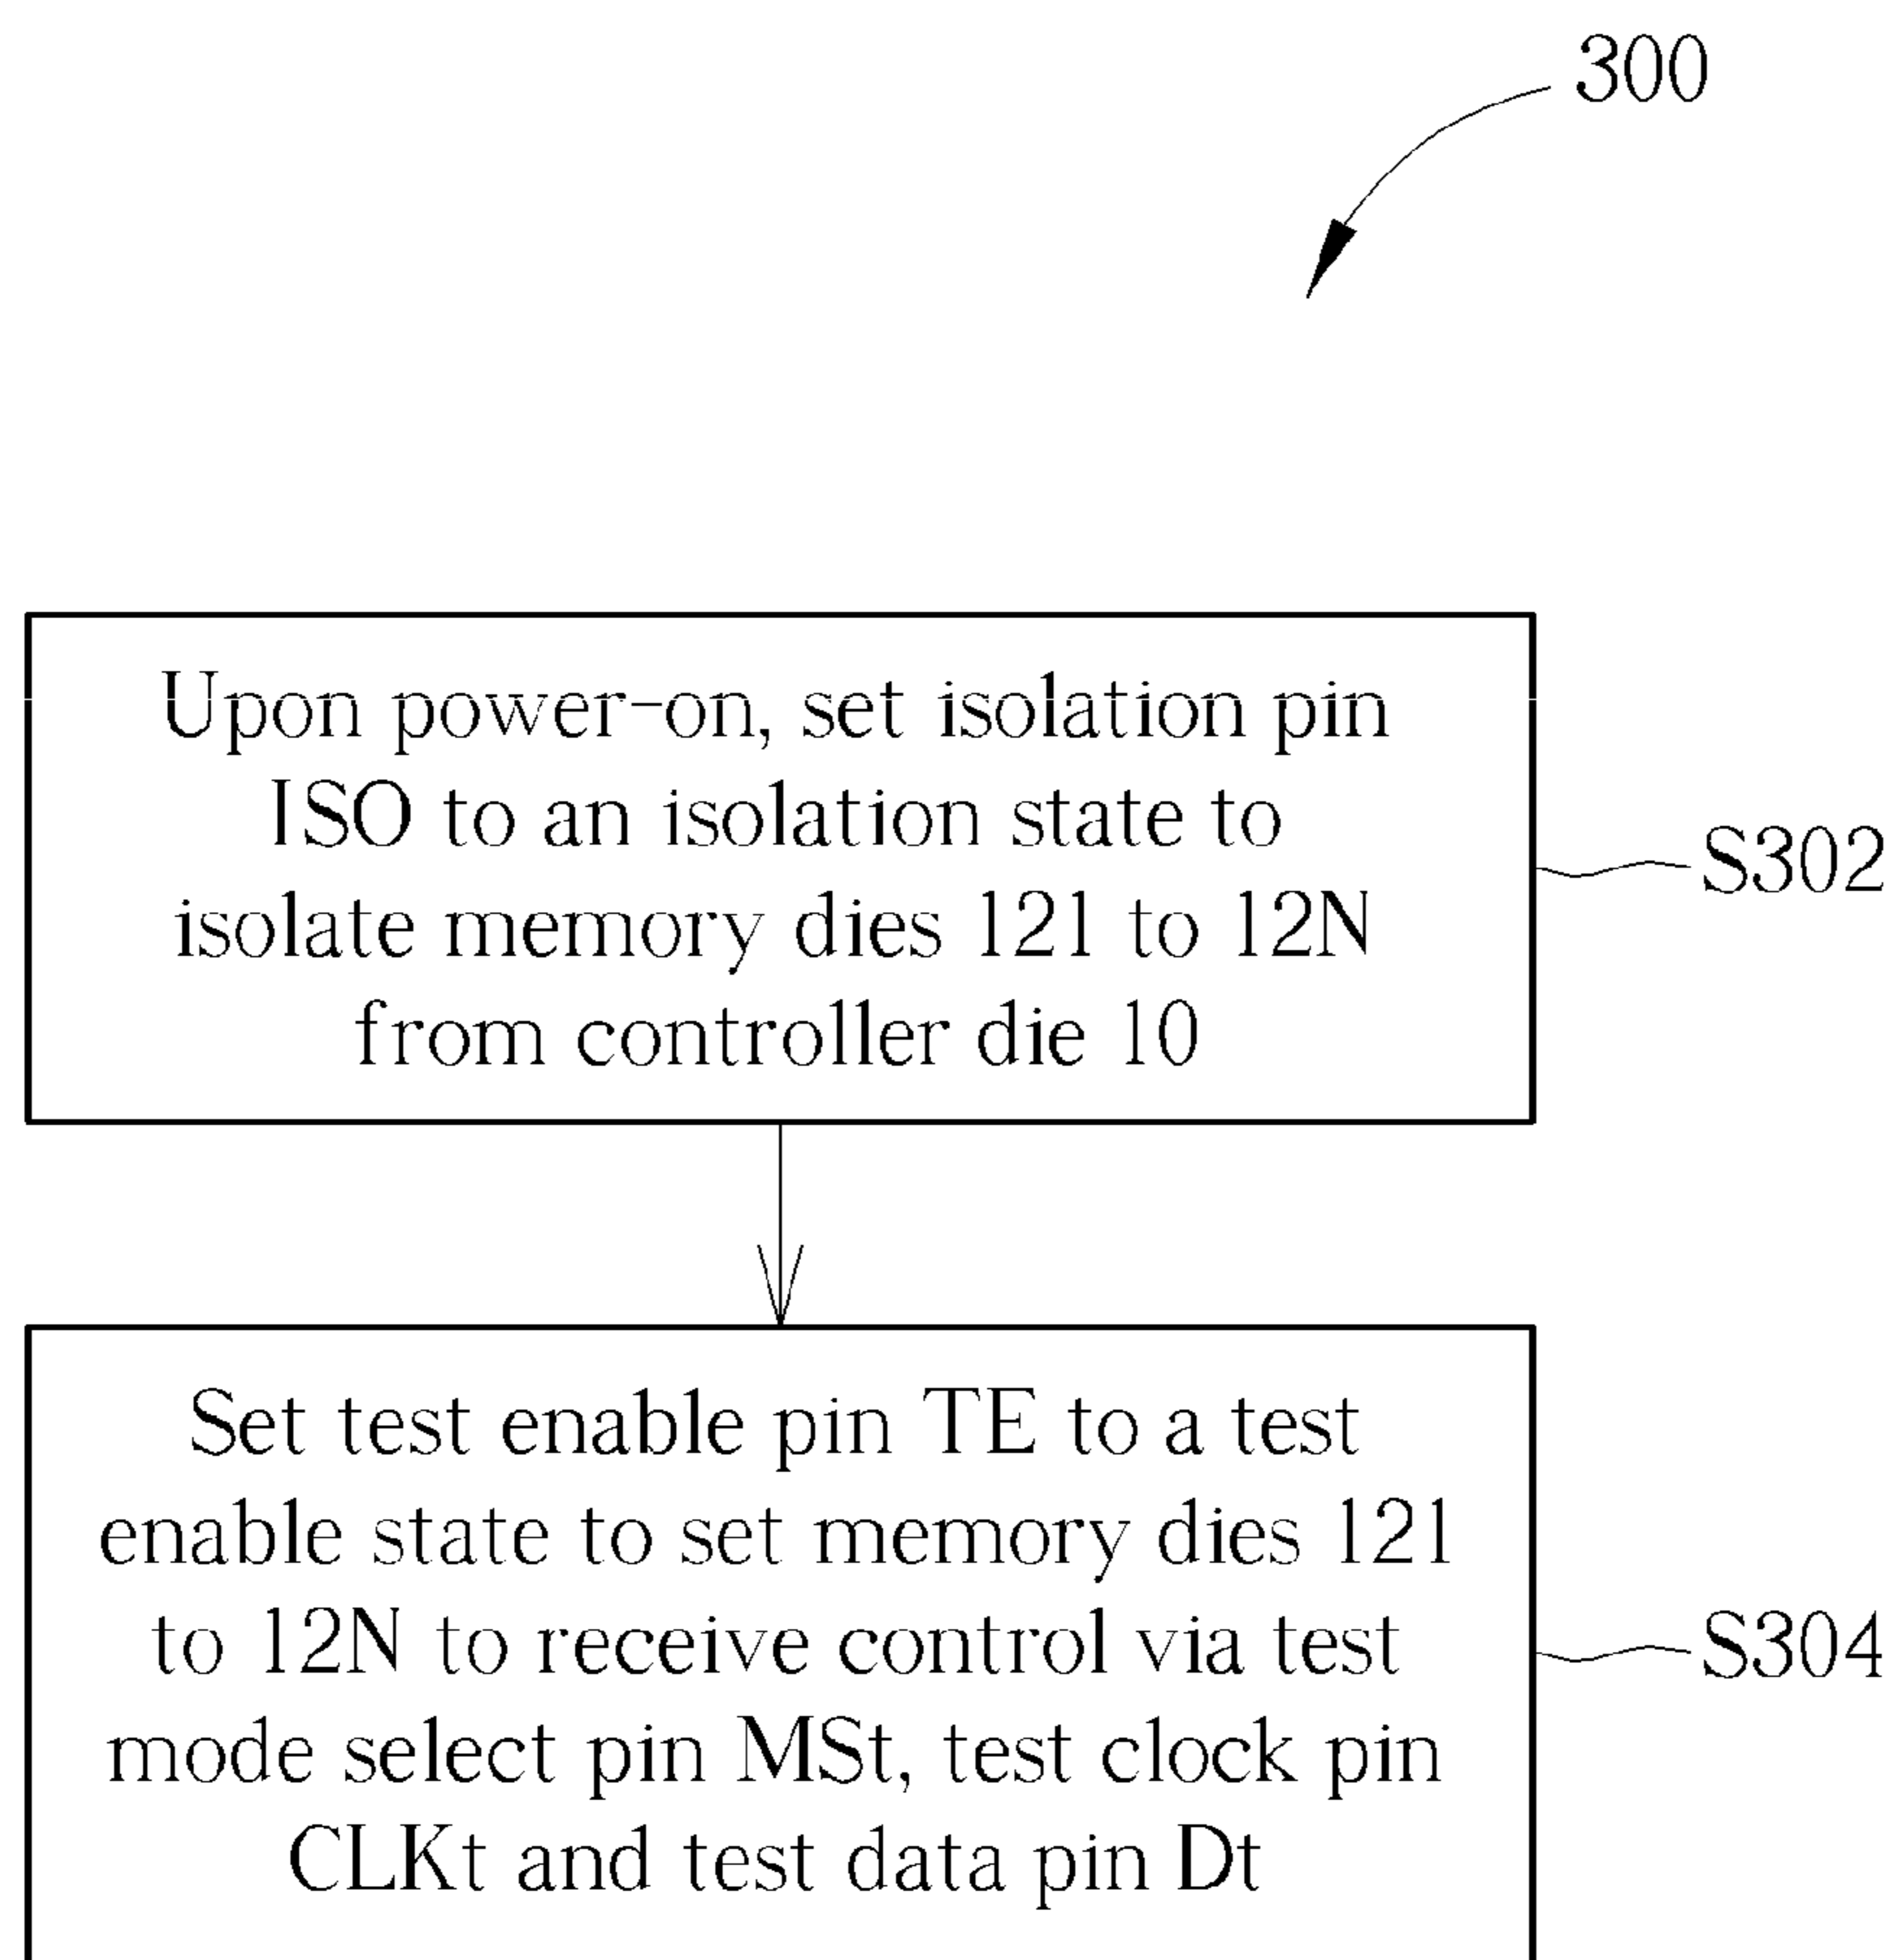 300
Upon power-on, set isolation pin
ISO to an isolation state to
isolate memory dies 121 to 12N
from controller die 10
S302
Set test enable pin TE to a test
enable state to set memory dies 121
to 12N to receive control via test
mode select pin MSt, test clock pin
CLKt and test data pin Dt
S304